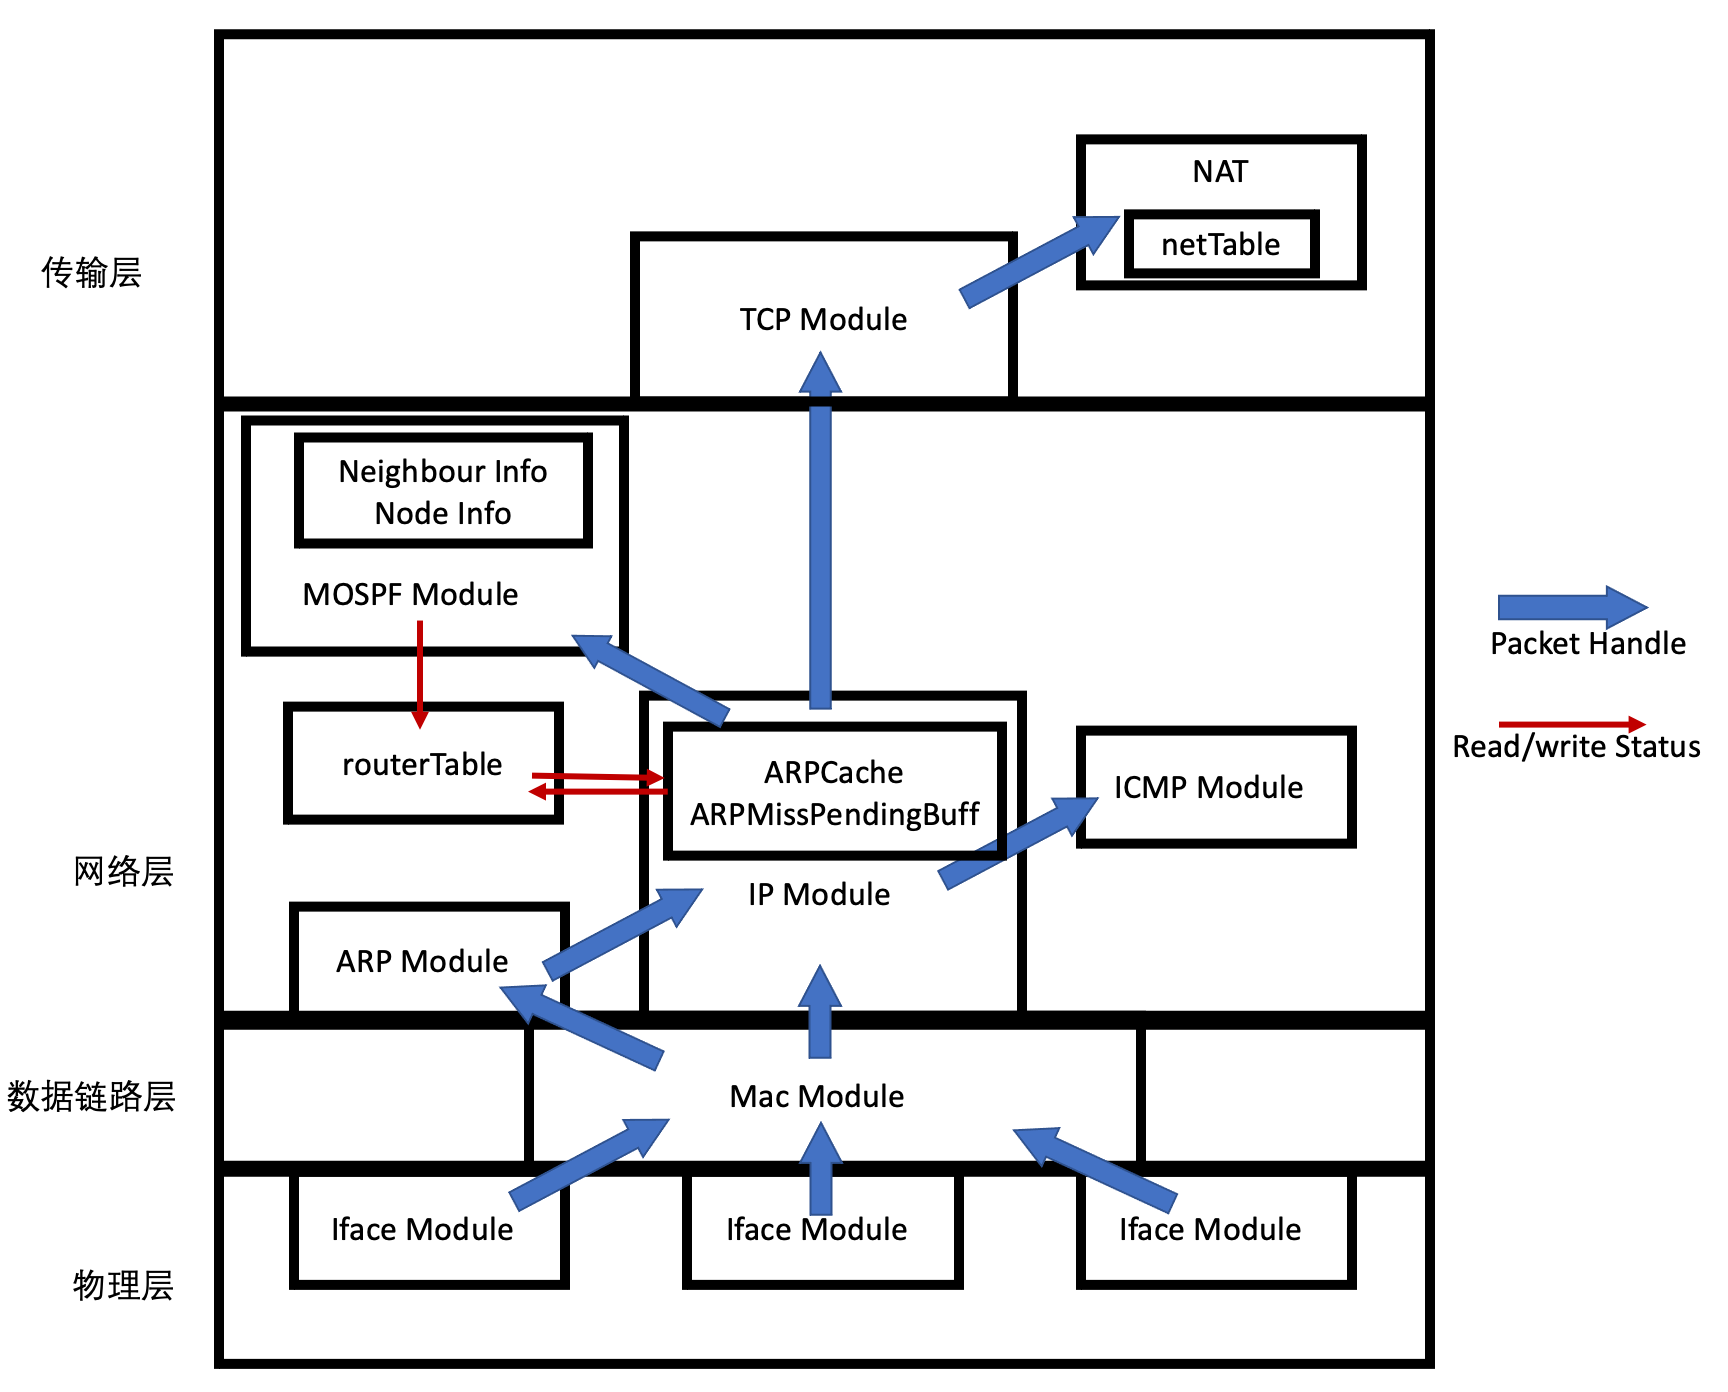 NAT
netTable
传输层
TCP Module
Neighbour Info
Node Info
MOSPF Module
Packet Handle
Read/write Status
routerTable
ARPCache
ARPMissPendingBuff
ICMP Module
网络层
IP Module
ARP Module
数据链路层
Mac Module
Iface Module
Iface Module
Iface Module
物理层